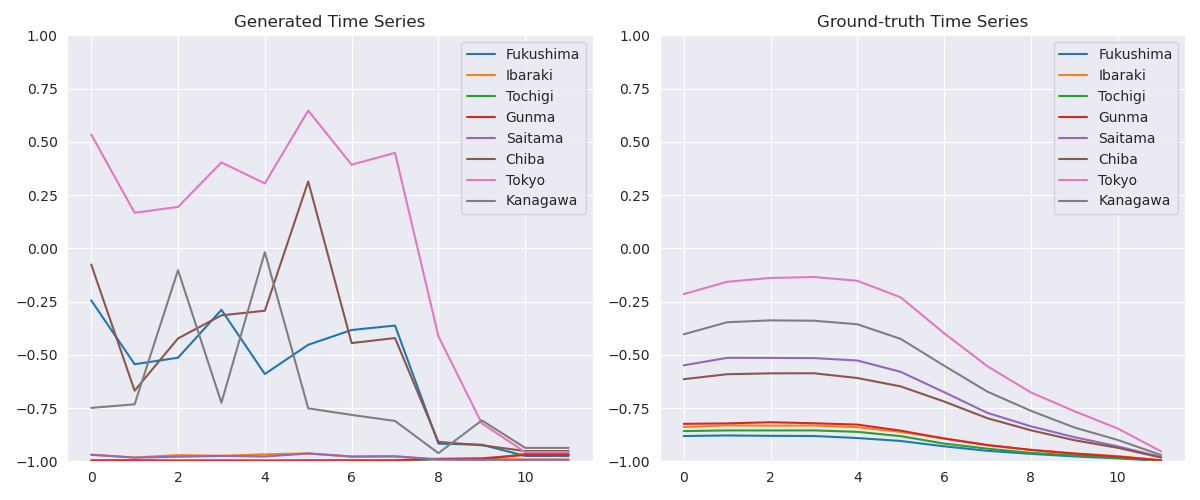 Generated Time Series
1.00
0.75
0.50
0.25
0.00
−0.25
−0.50
−0.75
−1.00
0 2 4 6 8 10
Fukushima
Ibaraki
Tochigi
Gunma
Saitama
Chiba
Tokyo
Kanagawa
Ground-truth Time Series
1.00
0.75
0.50
0.25
0.00
−0.25
−0.50
−0.75
−1.00
0 2 4 6 8 10
Fukushima
Ibaraki
Tochigi
Gunma
Saitama
Chiba
Tokyo
Kanagawa